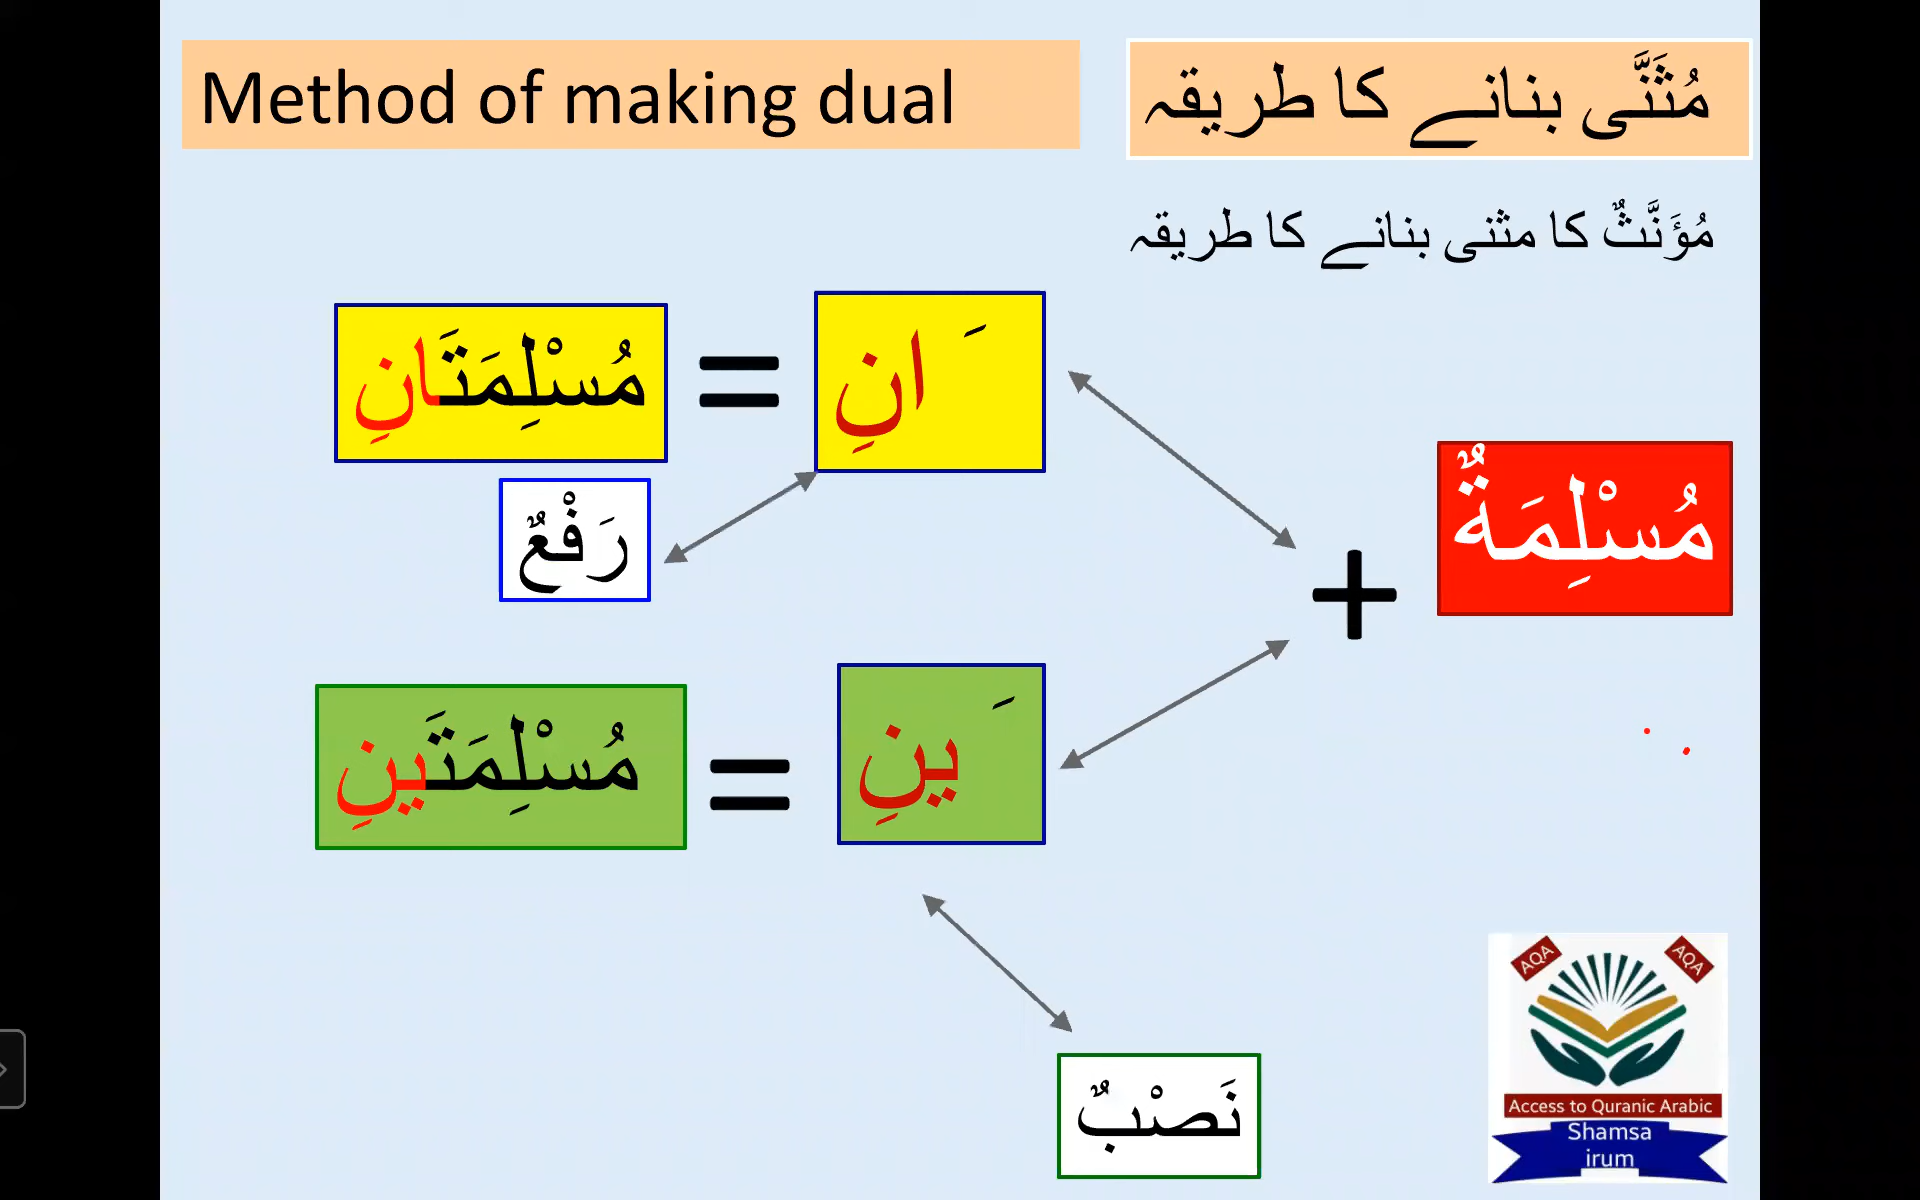 Method of making dual
مُثَنَّى بنانے کا طریقہ
مُؤَنَّثٌ کا مثنی بنانے کا طریقہ
مُسْلِمَتَانِ = َ انِ
مُسْلِمَةٌ
+
رَفْعٌ
مُسْلِمَتَينِ = َ ينِ
نَصْبٌ
AQA AQA
Access to Quranic Arabic
Shamsa
irum